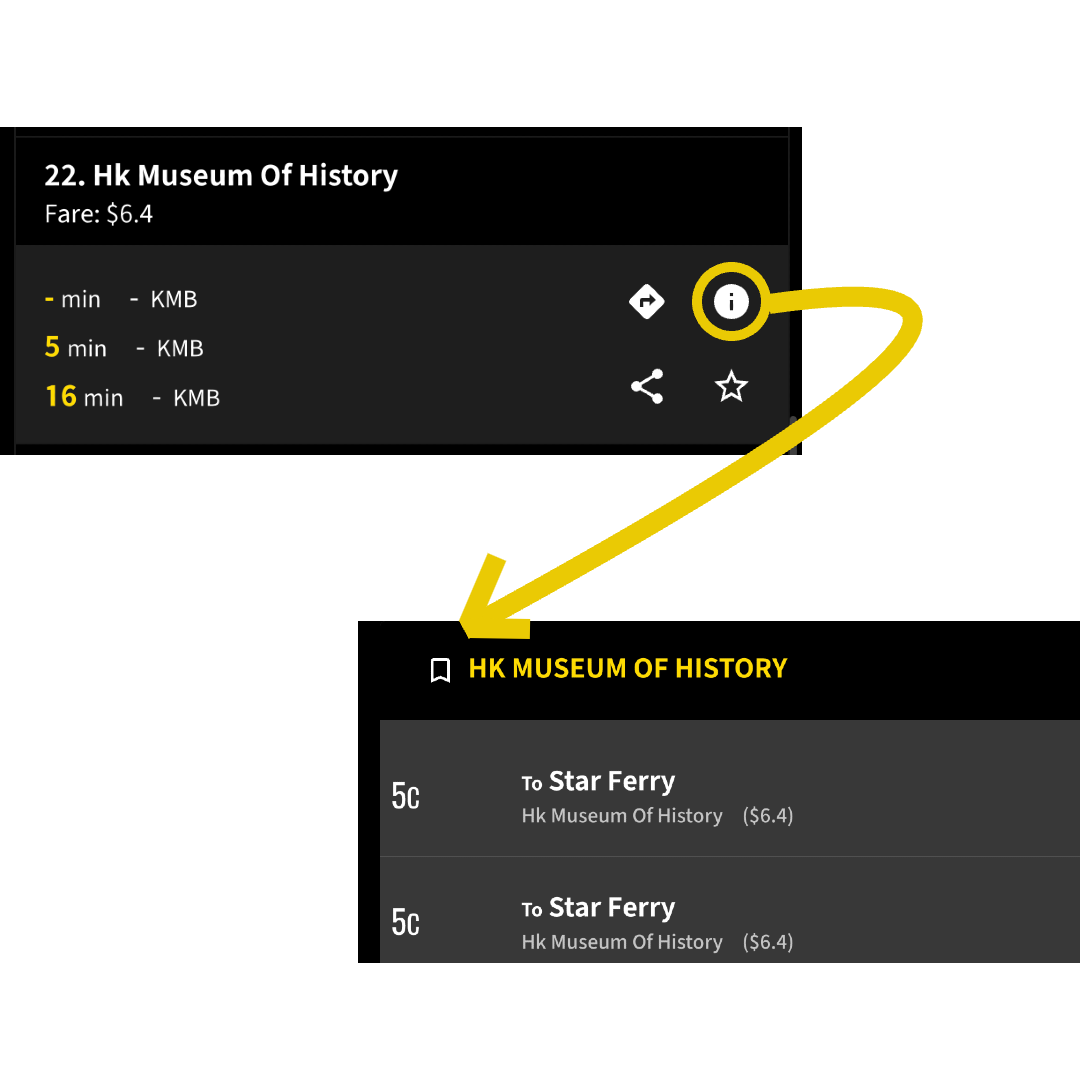 22. Hk Museum Of History
Fare: $6.4
- min - KMB
5 min - KMB
16 min - KMB
HK MUSEUM OF HISTORY
5C To Star Ferry
Hk Museum Of History ($6.4)
5C To Star Ferry
Hk Museum Of History ($6.4)